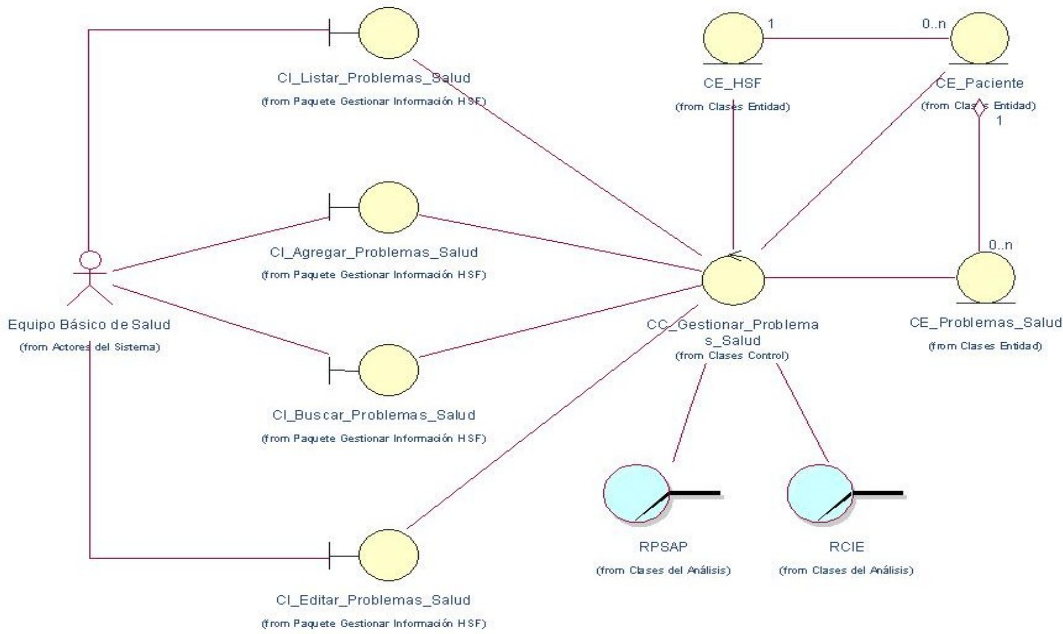 CI_Listar_Problemas_Salud
(from Paquete Gestionar Información HSF)
1
0..n
CE_HSF
(from Clases Entidad)
CE_Paciente
(from Clases Entidad)
1
CI_Agregar_Problemas_Salud
(from Paquete Gestionar Información HSF)
0..n
Equipo Básico de Salud
(from Actores del Sistema)
CC_Gestionar_Problema
s_Salud
(from Clases Control)
CE_Problemas_Salud
(from Clases Entidad)
CI_Buscar_Problemas_Salud
(from Paquete Gestionar Información HSF)
RPSAP
(from Clases del Análisis)
RCIE
(from Clases del Análisis)
CI_Editar_Problemas_Salud
(from Paquete Gestionar Información HSF)